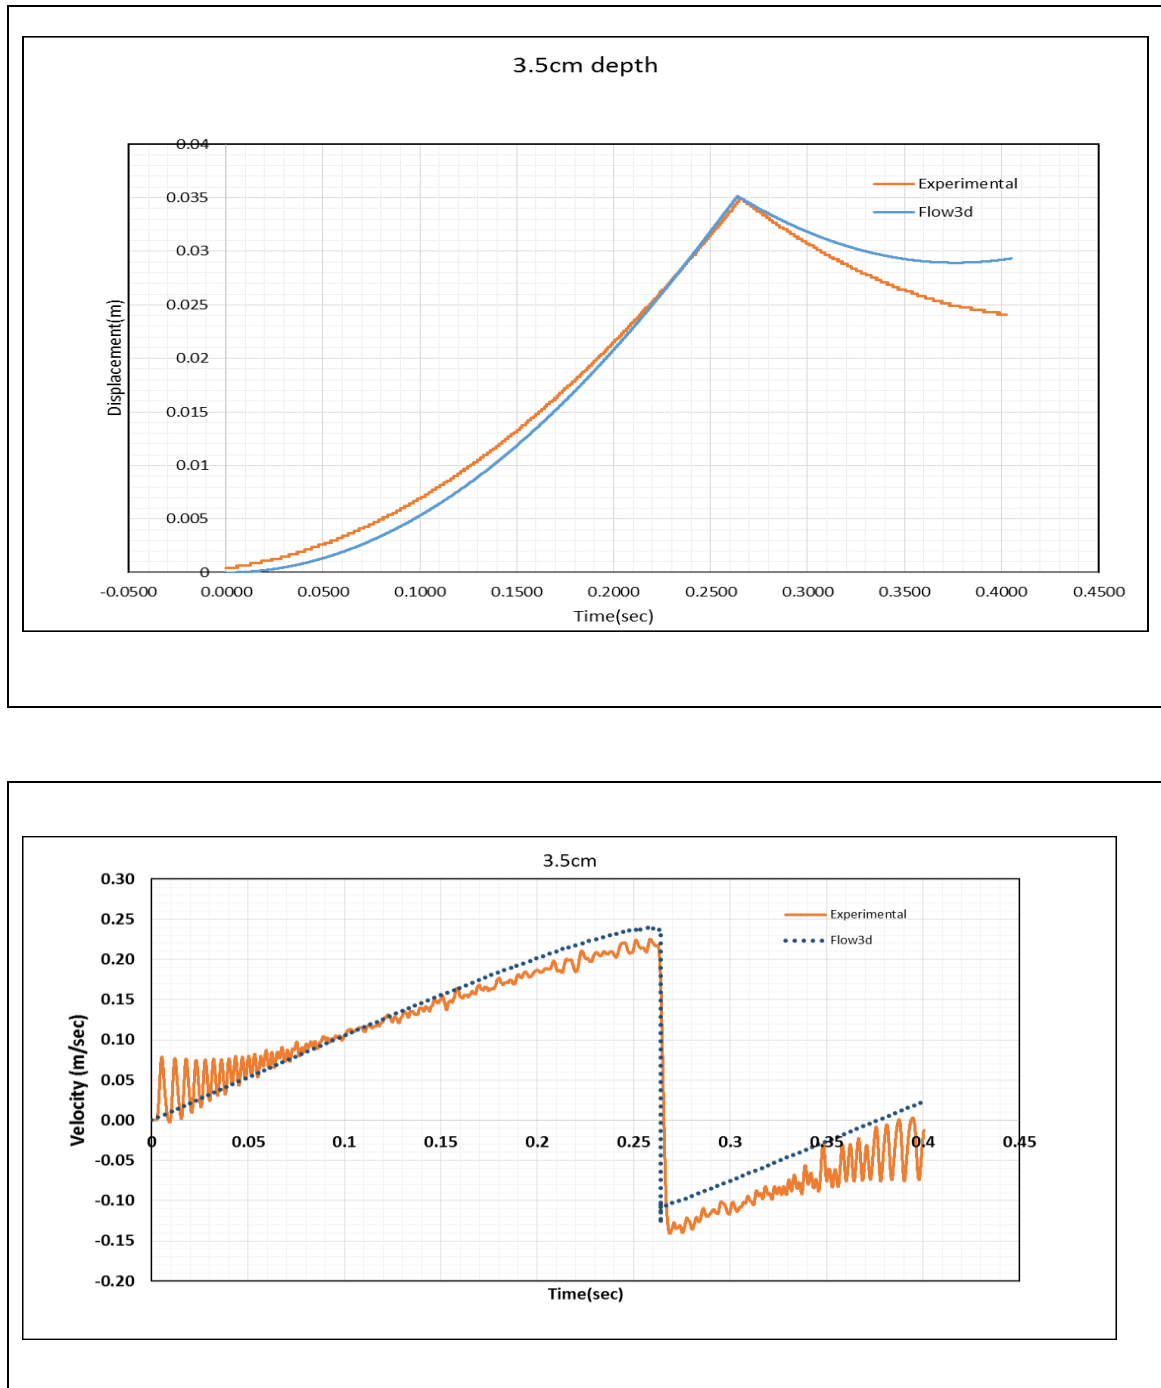 3.5cm depth
0.04
Experimental
0.035
Flow3d
0.03
0.025
Displacement(m)
0.02
0.015
0.01
0.005
0
-0.0500 0.0000 0.0500 0.1000 0.1500 0.2000 0.2500 0.3000 0.3500 0.4000 0.4500
Time(sec)
3.5cm
0.30
0.25
Experimental
Flow3d
0.20
0.15
0.10
Velocity (m/sec)
0.05
0.00
0 0.05 0.1 0.15 0.2 0.25 0.3 0.35 0.4 0.45
-0.05
-0.10
-0.15
-0.20
Time(sec)